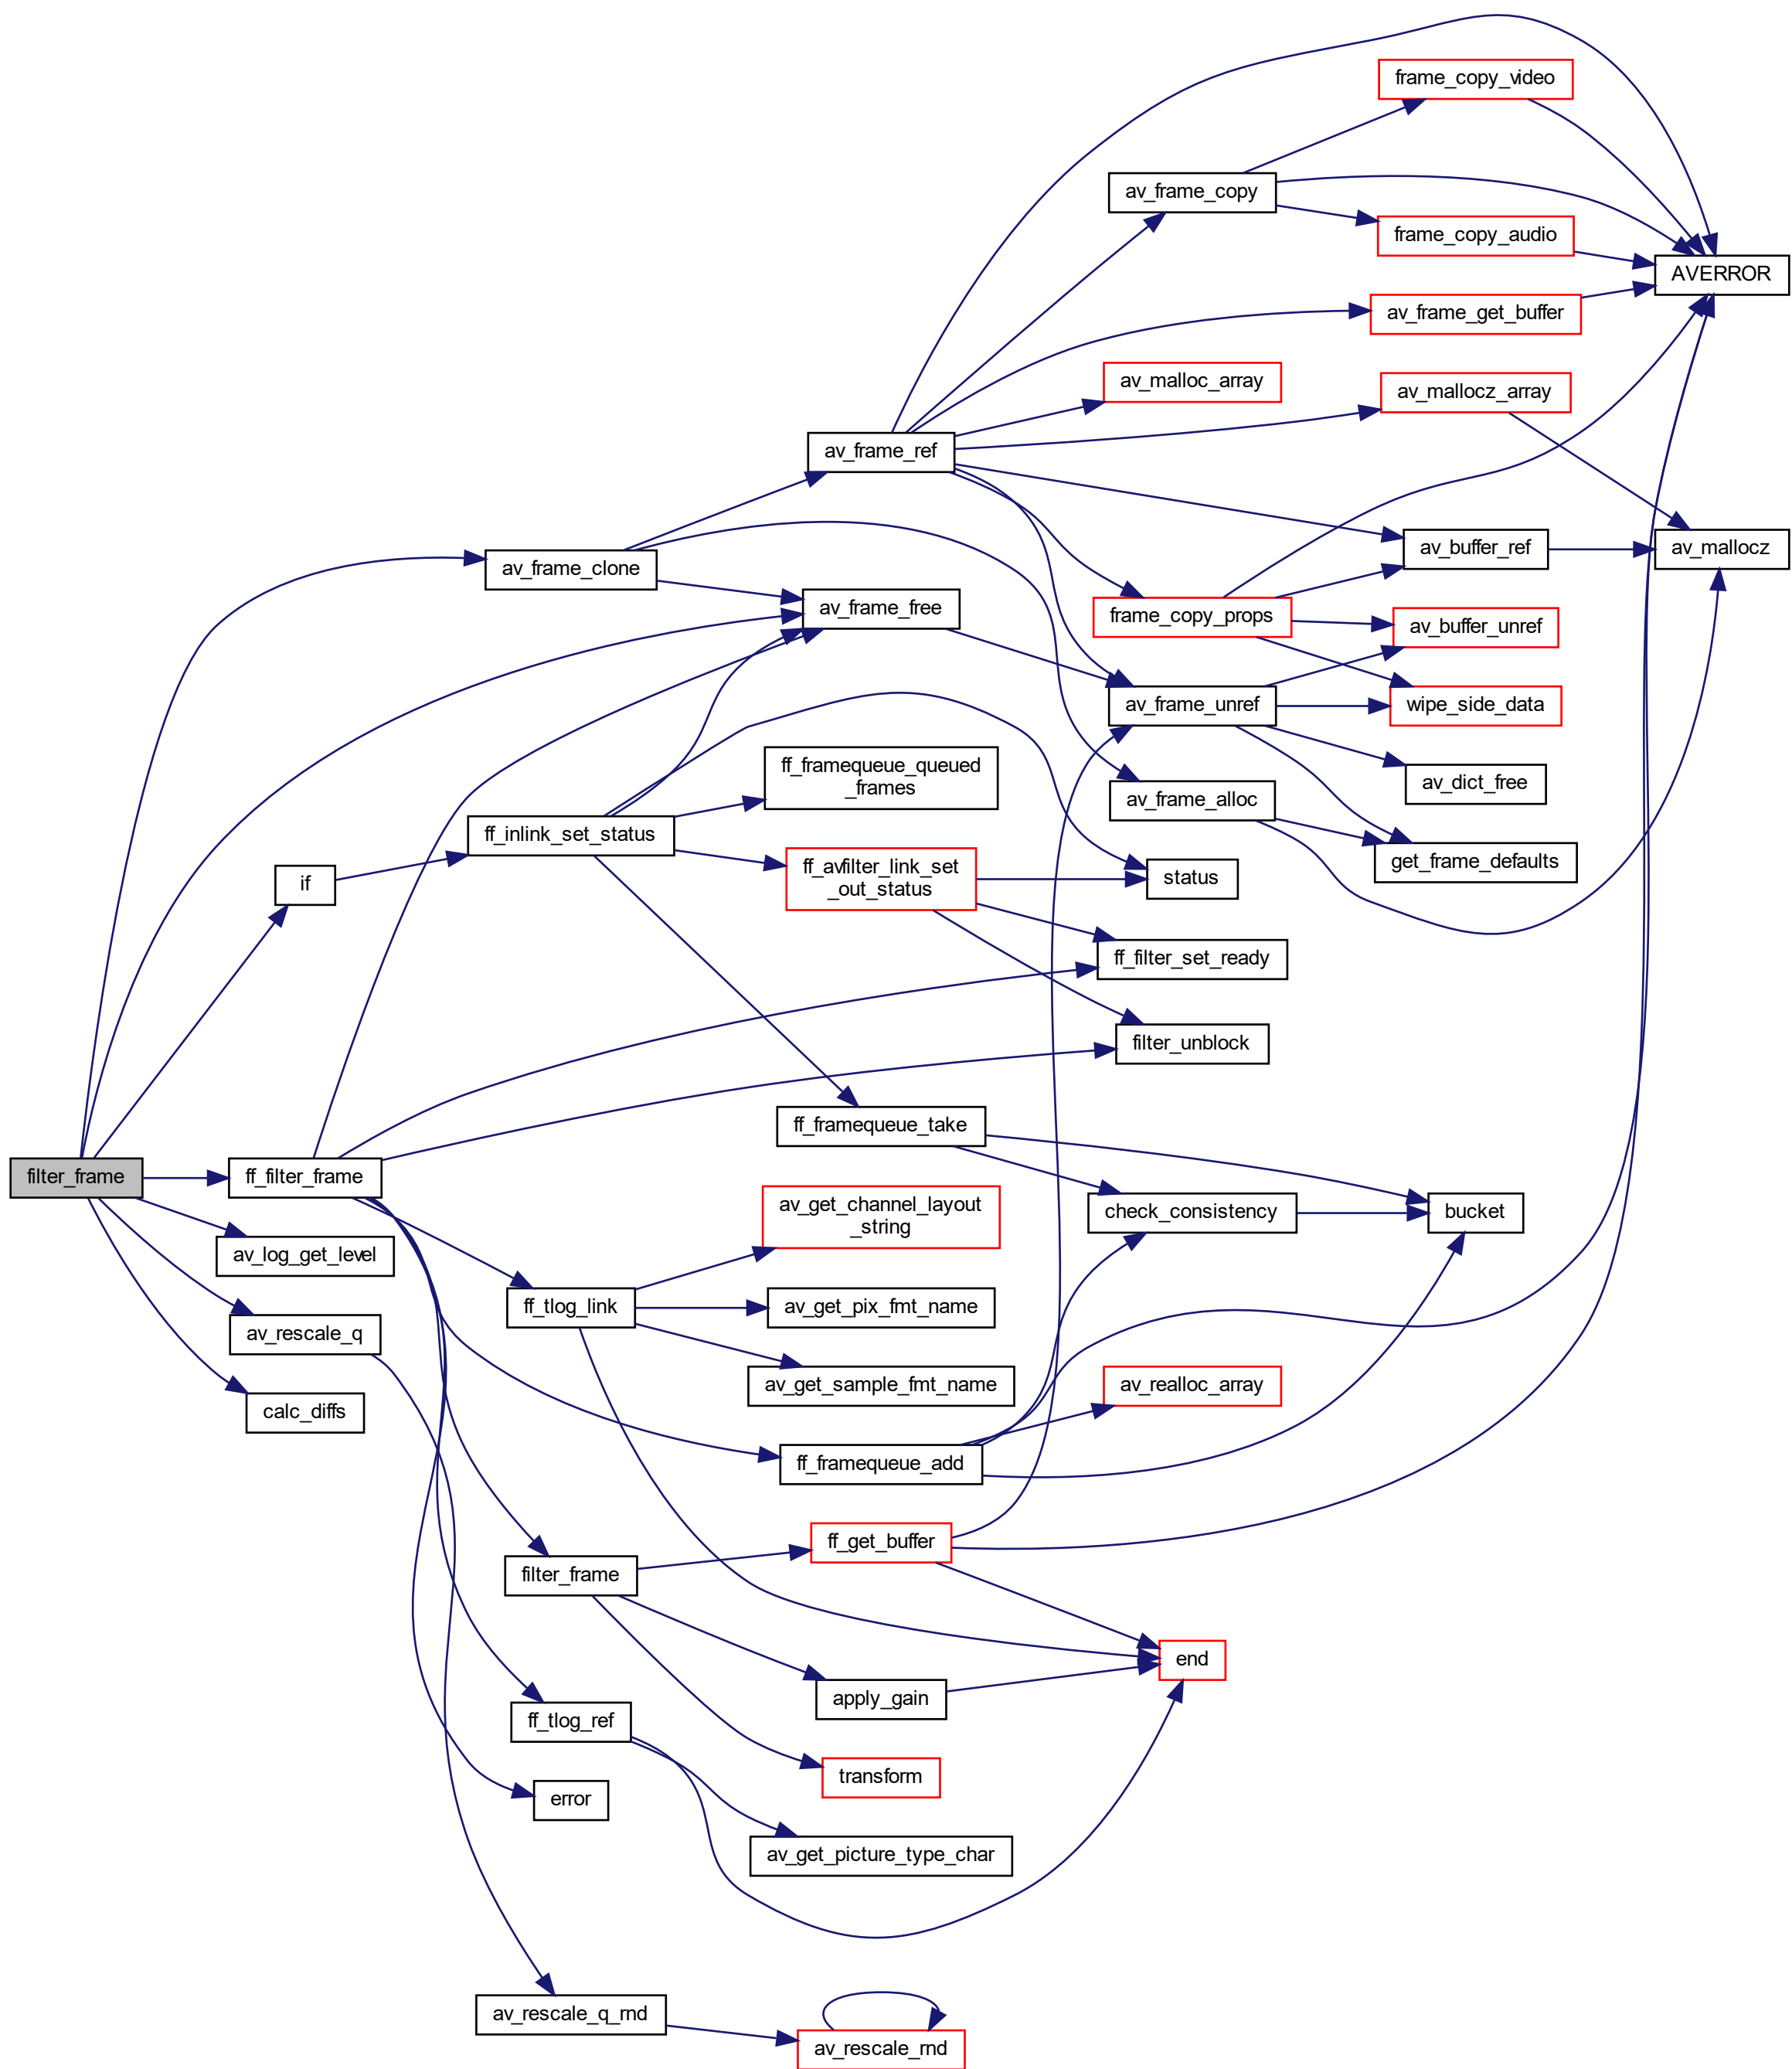 frame_copy_video
av_frame_copy
frame_copy_audio
AVERROR
av_frame_get_buffer
av_malloc_array
av_mallocz_array
av_frame_ref
av_buffer_ref
av_mallocz
av_frame_clone
av_frame_free
frame_copy_props
av_buffer_unref
av_frame_unref
wipe_side_data
ff_framequeue_queued
_frames
av_dict_free
av_frame_alloc
ff_inlink_set_status
get_frame_defaults
if
ff_avfilter_link_set
_out_status
status
ff_filter_set_ready
filter_unblock
ff_framequeue_take
filter_frame
ff_filter_frame
av_get_channel_layout
_string
check_consistency
bucket
av_log_get_level
ff_tlog_link
av_get_pix_fmt_name
av_rescale_q
av_get_sample_fmt_name
av_realloc_array
calc_diffs
ff_framequeue_add
ff_get_buffer
filter_frame
end
apply_gain
ff_tlog_ref
transform
error
av_get_picture_type_char
av_rescale_q_rnd
av_rescale_rnd